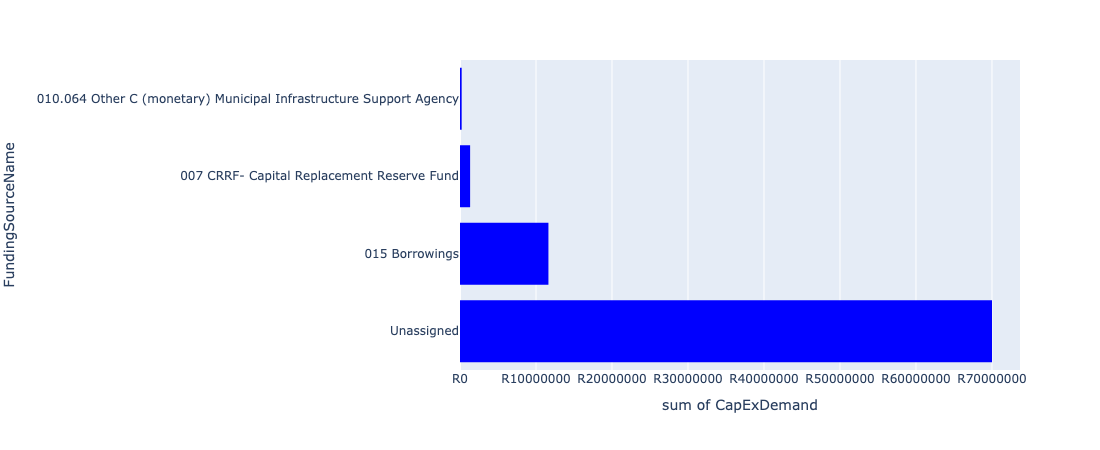 010.064 Other C (monetary) Municipal Infrastructure Support Agency
007 CRRF- Capital Replacement Reserve Fund
015 Borrowings
Unassigned
FundingSourceName
R0 R10000000 R20000000 R30000000 R40000000 R50000000 R60000000 R70000000
sum of CapExDemand